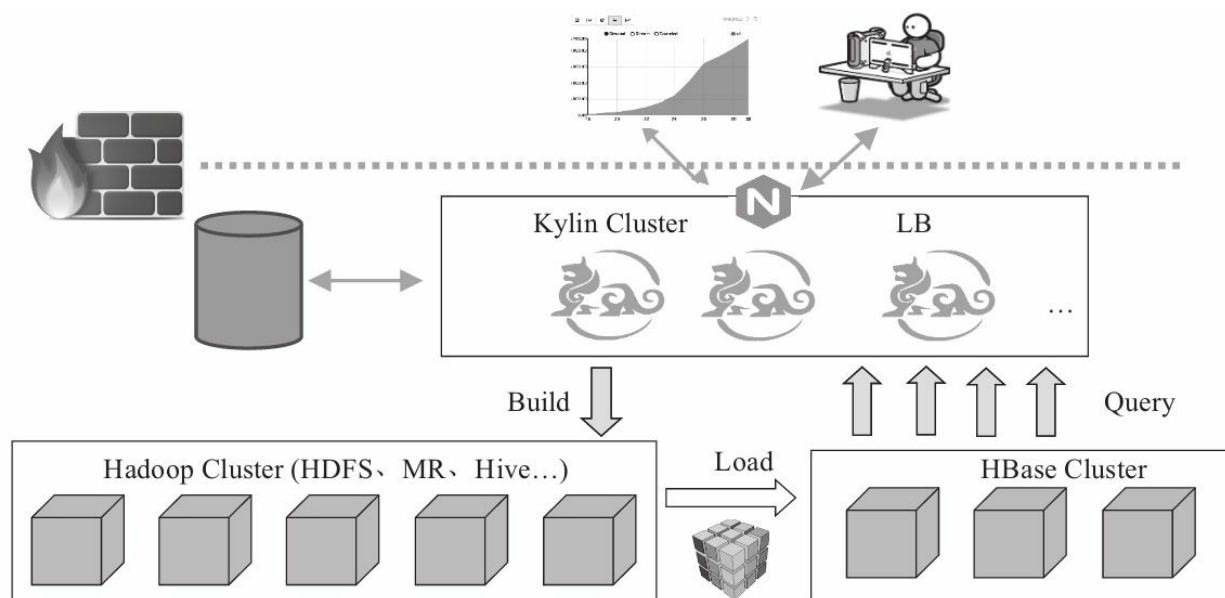 N
Kylin Cluster
LB
…
Build
Query
Hadoop Cluster (HDFS、MR、Hive…)
Load
HBase Cluster